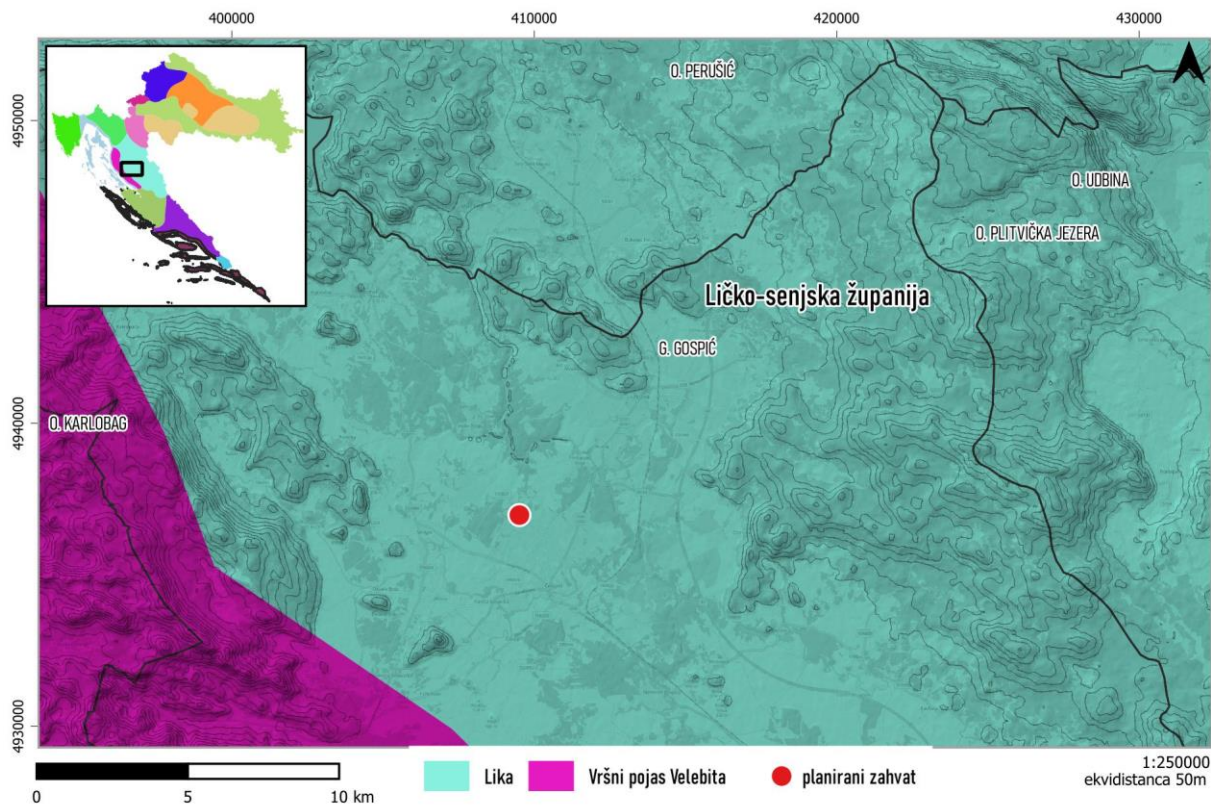 400000
410000
420000
430000
4950000
4940000
4930000
O. PERUŠIĆ
O. UDBINA
O. PLITVIČKA JEZERA
Ličko-senjska županija
G. GOSPIĆ
O. KARLOBAG
0
5
10 km
Lika
Vršni pojas Velebita
planirani zahvat
1:250000
ekvidistanca 50m